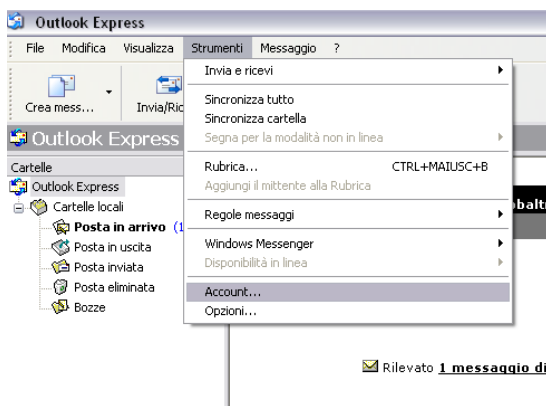 Outlook Express
File Modifica Visualizza Strumenti Messaggio ?
Crea mess... Invia/Ric
Invia e ricevi
Sincronizza tutto
Sincronizza cartella
Segna per la modalità non in linea
Rubrica... CTRL+MAIUSC+B
Aggiungi il mittente alla Rubrica
Regole messaggi
Windows Messenger
Disponibilità in linea
Account...
Opzioni...
Outlook Express
Cartelle
Outlook Express
Cartelle locali
Posta in arrivo (1
Posta in uscita
Posta inviata
Posta eliminata
Bozze
Rilevato 1 messaggio di